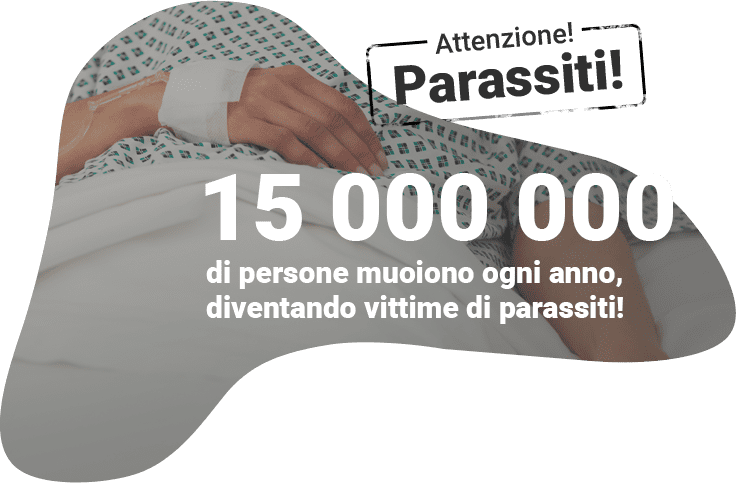 Attenzione!
Parassiti!
15 000 000
di persone muoiono ogni anno,
diventando vittime di parassiti!